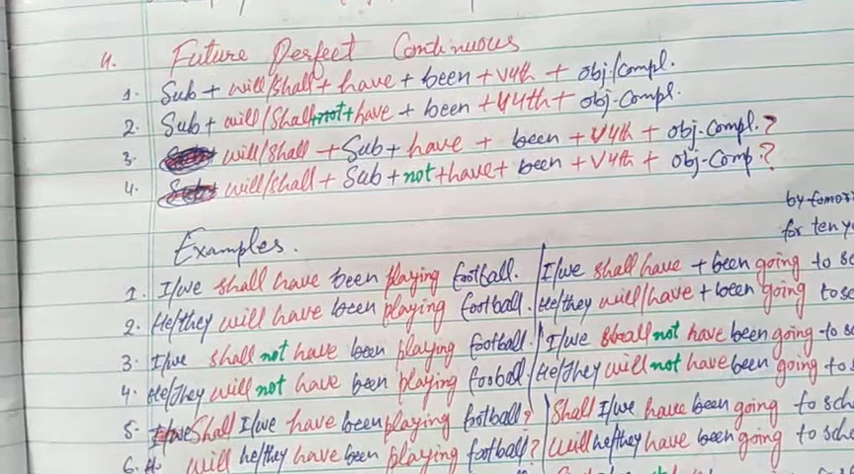 4. Future Perfect Continuous
1. Sub + will/shall + have + been + V4th + obj/compl.
2. Sub + will/Shall + not + have + been + V4th + obj-Compl.
3. will/shall + Sub + have + been + V4th + obj-Compl.?
4. will/shall + Sub + not + have + been + V4th + obj-Comp.?
by tomor
for ten y
Examples.
1. I/we shall have been playing football. I/we shall have + been going to sc
2. He/they will have been playing football. He/they will/have + been going to sc
3. I/we shall not have been playing football. I/we shall not have been going to s
4. He/They will not have been playing fooball. He/They will not have been going to s
5. Shall I/we have been playing football? Shall I/we have been going to sch
6. will he/they have been playing football? Will he/they have been going to sch